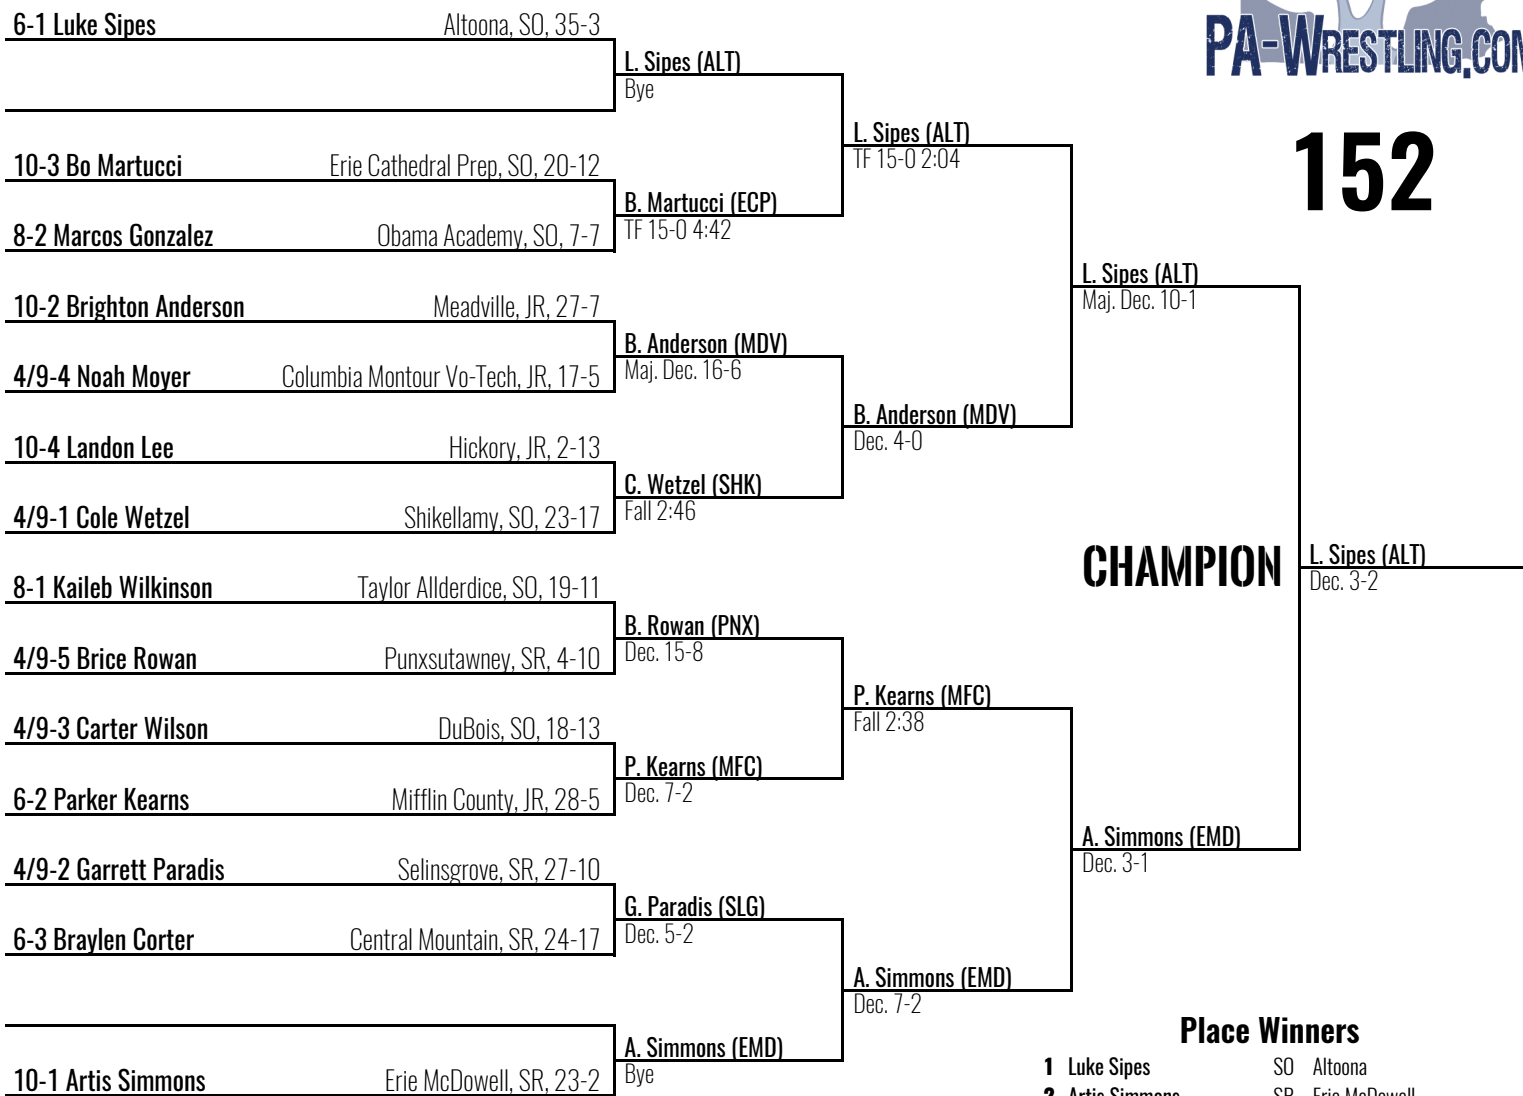 PA-WRESTLING.COM
152
6-1 Luke Sipes Altoona, SO, 35-3
L. Sipes (ALT)
Bye
10-3 Bo Martucci Erie Cathedral Prep, SO, 20-12
L. Sipes (ALT)
TF 15-0 2:04
B. Martucci (ECP)
TF 15-0 4:42
8-2 Marcos Gonzalez Obama Academy, SO, 7-7
L. Sipes (ALT)
Maj. Dec. 10-1
10-2 Brighton Anderson Meadville, JR, 27-7
B. Anderson (MDV)
Maj. Dec. 16-6
4/9-4 Noah Moyer Columbia Montour Vo-Tech, JR, 17-5
B. Anderson (MDV)
Dec. 4-0
10-4 Landon Lee Hickory, JR, 2-13
C. Wetzel (SHK)
Fall 2:46
4/9-1 Cole Wetzel Shikellamy, SO, 23-17
CHAMPION
L. Sipes (ALT)
Dec. 3-2
8-1 Kaileb Wilkinson Taylor Allderdice, SO, 19-11
B. Rowan (PNX)
Dec. 15-8
4/9-5 Brice Rowan Punxsutawney, SR, 4-10
P. Kearns (MFC)
Fall 2:38
4/9-3 Carter Wilson DuBois, SO, 18-13
P. Kearns (MFC)
Dec. 7-2
6-2 Parker Kearns Mifflin County, JR, 28-5
A. Simmons (EMD)
Dec. 3-1
4/9-2 Garrett Paradis Selinsgrove, SR, 27-10
G. Paradis (SLG)
Dec. 5-2
6-3 Braylen Corter Central Mountain, SR, 24-17
A. Simmons (EMD)
Dec. 7-2
A. Simmons (EMD)
Bye
10-1 Artis Simmons Erie McDowell, SR, 23-2
Place Winners
1 Luke Sipes SO Altoona
2 Artis Simmons SR Erie McDowell